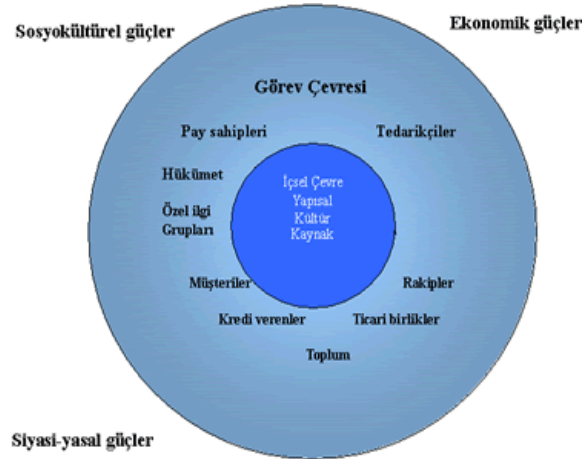 Sosyokültürel güçler
Ekonomik güçler
Görev Çevresi
Pay sahipleri
Tedarikçiler
Hükümet
İçsel Çevre
Yapısal
Kültür
Kaynak
Özel ilgi
Grupları
Müşteriler
Rakipler
Kredi verenler
Ticari birlikler
Toplum
Siyasi-yasal güçler